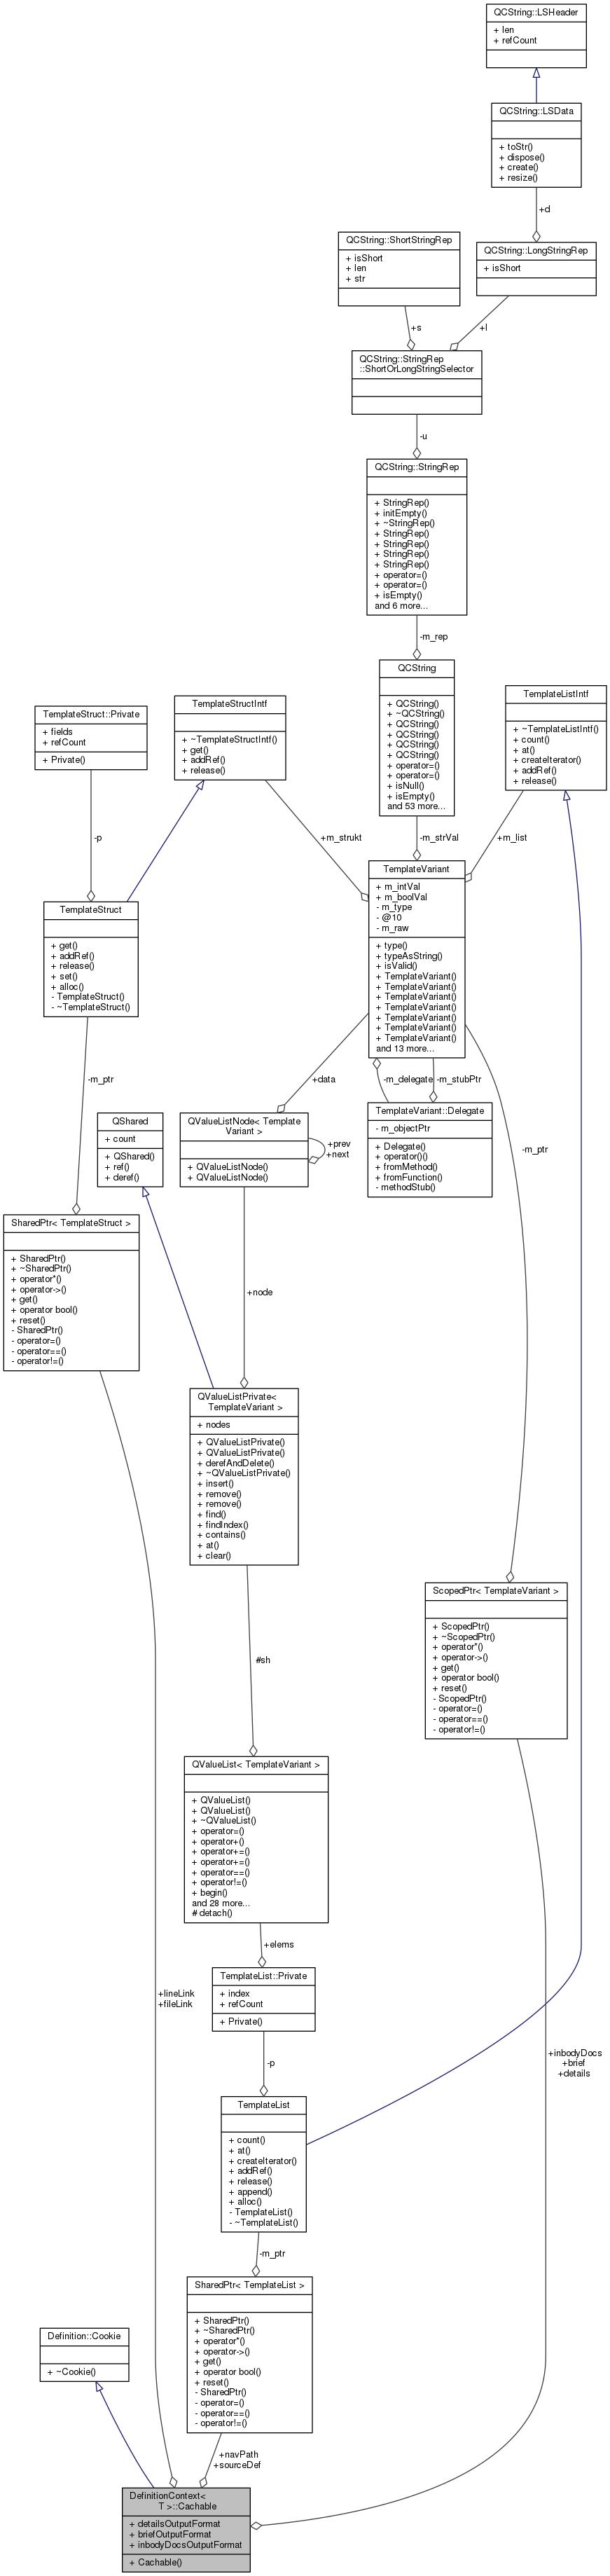 QCString::LSHeader
+ len
+ refCount
QCString::LSData
+ toStr()
+ dispose()
+ create()
+ resize()
+d
QCString::ShortStringRep
+ isShort
+ len
+ str
QCString::LongStringRep
+ isShort
+s
+l
QCString::StringRep
::ShortOrLongStringSelector
-u
QCString::StringRep
+ StringRep()
+ initEmpty()
+ ~StringRep()
+ StringRep()
+ StringRep()
+ StringRep()
+ StringRep()
+ operator=()
+ operator=()
+ isEmpty()
and 6 more...
-m_rep
QCString
+ QCString()
+ ~QCString()
+ QCString()
+ QCString()
+ QCString()
+ QCString()
+ operator=()
+ operator=()
+ isNull()
+ isEmpty()
and 53 more...
TemplateStruct::Private
+ fields
+ refCount
+ Private()
TemplateStructIntf
+ ~TemplateStructIntf()
+ get()
+ addRef()
+ release()
TemplateListIntf
+ ~TemplateListIntf()
+ count()
+ at()
+ createIterator()
+ addRef()
+ release()
-p
+m_strukt
-m_strVal
+m_list
TemplateStruct
+ get()
+ addRef()
+ release()
+ set()
+ alloc()
- TemplateStruct()
- ~TemplateStruct()
TemplateVariant
+ m_intVal
+ m_boolVal
- m_type
- @10
- m_raw
+ type()
+ typeAsString()
+ isValid()
+ TemplateVariant()
+ TemplateVariant()
+ TemplateVariant()
+ TemplateVariant()
+ TemplateVariant()
+ TemplateVariant()
+ TemplateVariant()
and 13 more...
-m_ptr
+data
-m_delegate
-m_stubPtr
-m_ptr
QShared
+ count
+ QShared()
+ ref()
+ deref()
QValueListNode< Template
Variant >
+ QValueListNode()
+ QValueListNode()
+prev
+next
TemplateVariant::Delegate
- m_objectPtr
+ Delegate()
+ operator()()
+ fromMethod()
+ fromFunction()
- methodStub()
SharedPtr< TemplateStruct >
+ SharedPtr()
+ ~SharedPtr()
+ operator*()
+ operator->()
+ get()
+ operator bool()
+ reset()
- SharedPtr()
- operator=()
- operator==()
- operator!=()
+node
QValueListPrivate<
TemplateVariant >
+ nodes
+ QValueListPrivate()
+ QValueListPrivate()
+ derefAndDelete()
+ ~QValueListPrivate()
+ insert()
+ remove()
+ remove()
+ find()
+ findIndex()
+ contains()
+ at()
+ clear()
ScopedPtr< TemplateVariant >
+ ScopedPtr()
+ ~ScopedPtr()
+ operator*()
+ operator->()
+ get()
+ operator bool()
+ reset()
- ScopedPtr()
- operator=()
- operator==()
- operator!=()
#sh
QValueList< TemplateVariant >
+ QValueList()
+ QValueList()
+ ~QValueList()
+ operator=()
+ operator+()
+ operator+=()
+ operator+=()
+ operator==()
+ operator!=()
+ begin()
and 28 more...
# detach()
+elems
TemplateList::Private
+ index
+ refCount
+ Private()
+lineLink
+fileLink
-p
+inbodyDocs
+brief
+details
TemplateList
+ count()
+ at()
+ createIterator()
+ addRef()
+ release()
+ append()
+ alloc()
- TemplateList()
- ~TemplateList()
-m_ptr
SharedPtr< TemplateList >
+ SharedPtr()
+ ~SharedPtr()
+ operator*()
+ operator->()
+ get()
+ operator bool()
+ reset()
- SharedPtr()
- operator=()
- operator==()
- operator!=()
Definition::Cookie
+ ~Cookie()
+navPath
+sourceDef
DefinitionContext<
T >::Cachable
+ detailsOutputFormat
+ briefOutputFormat
+ inbodyDocsOutputFormat
+ Cachable()